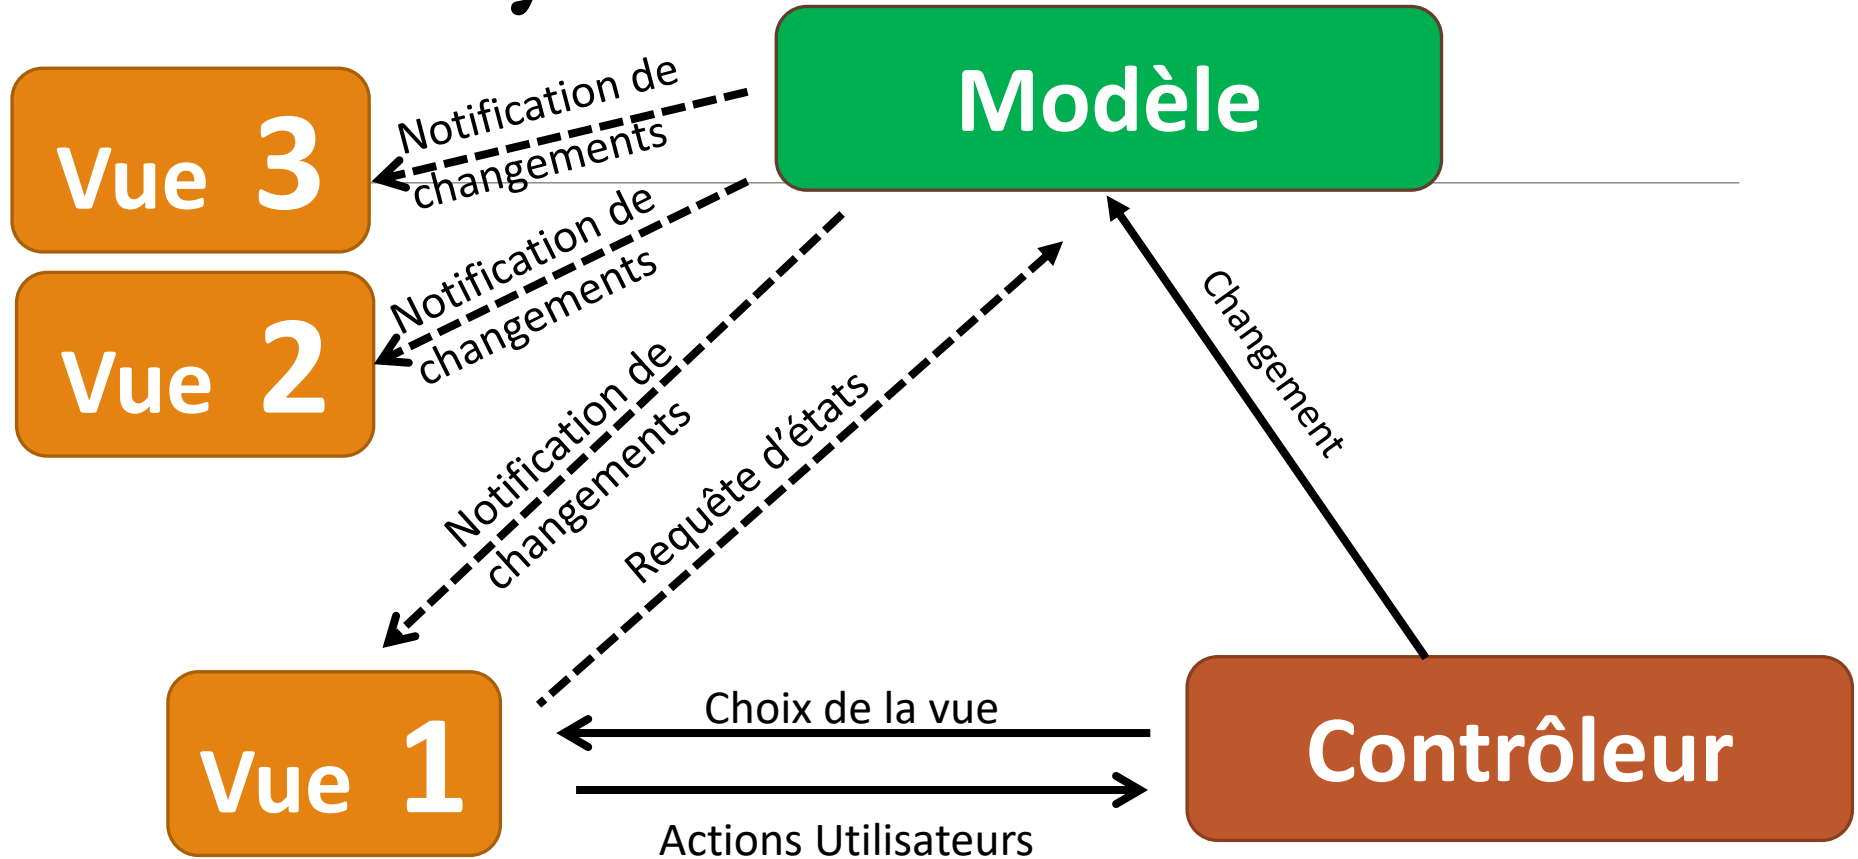 Modèle
Notification de
changements
Vue 3
Notification de
changements
Vue 2
Changement
Notification de
changements
Requête d'états
Choix de la vue
Contrôleur
Vue 1
Actions Utilisateurs